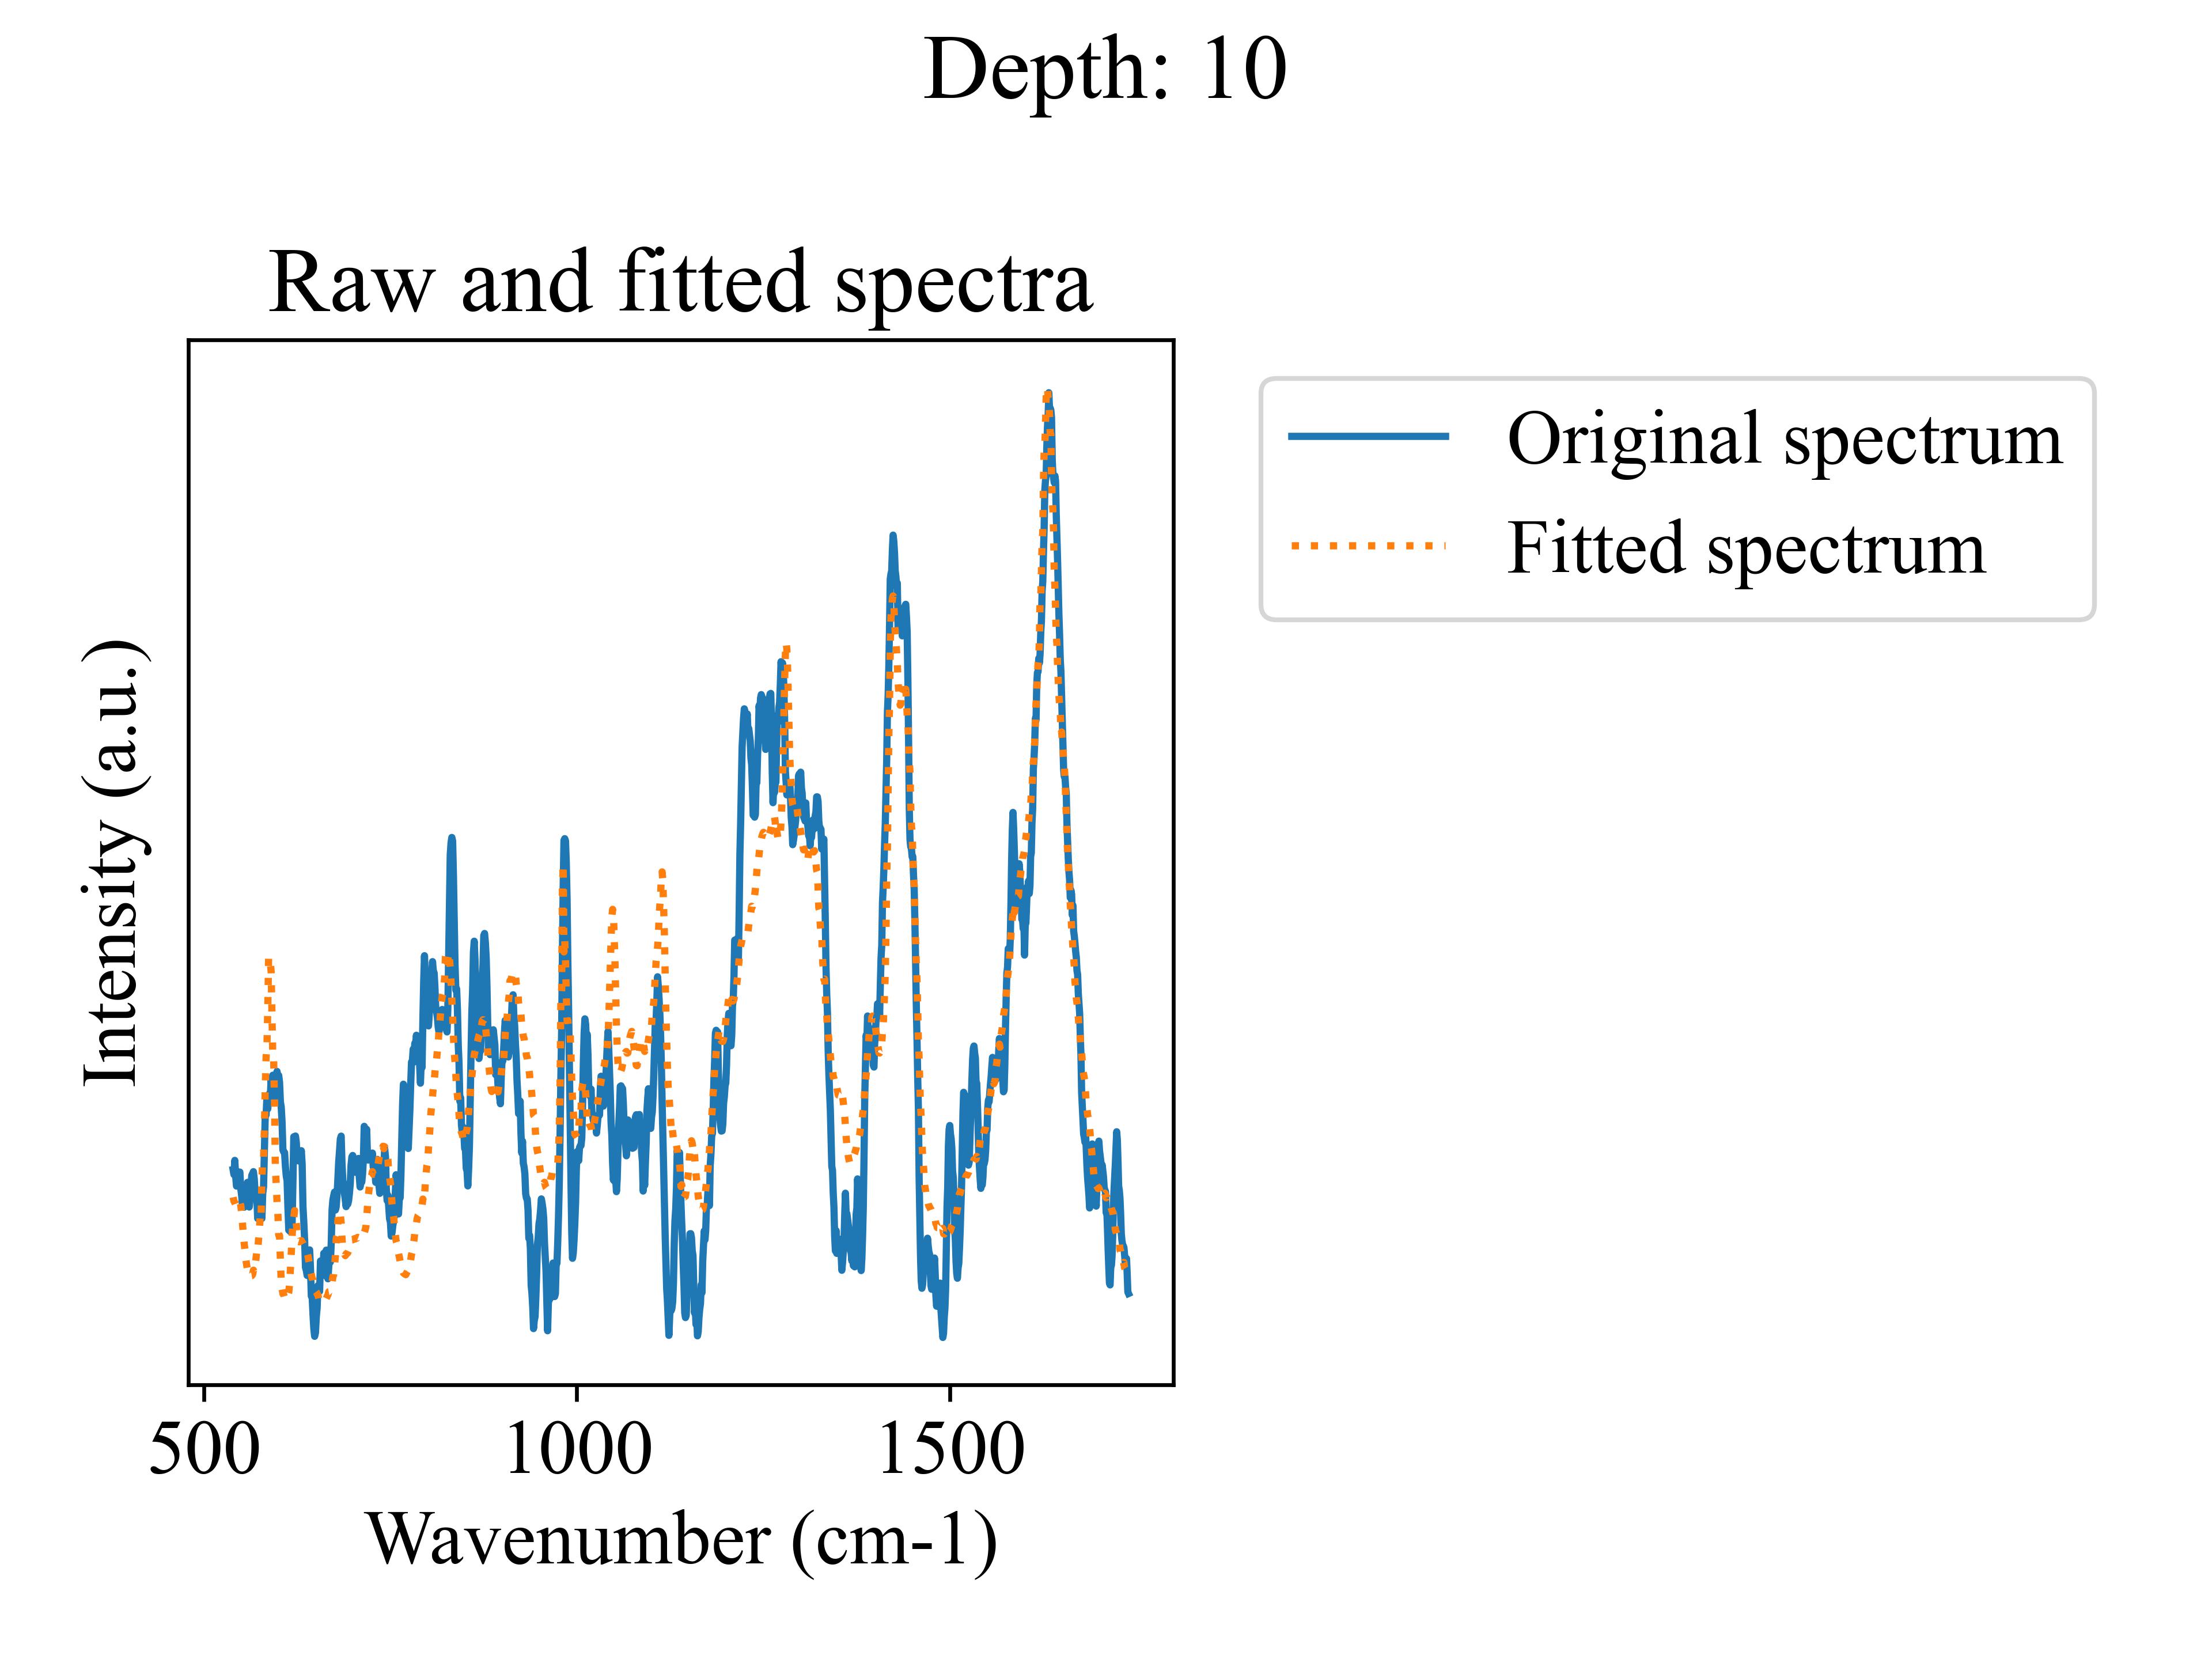 Depth: 10
Raw and fitted spectra
Original spectrum
Fitted spectrum
Intensity (a.u.)
500 1000 1500
Wavenumber (cm-1)